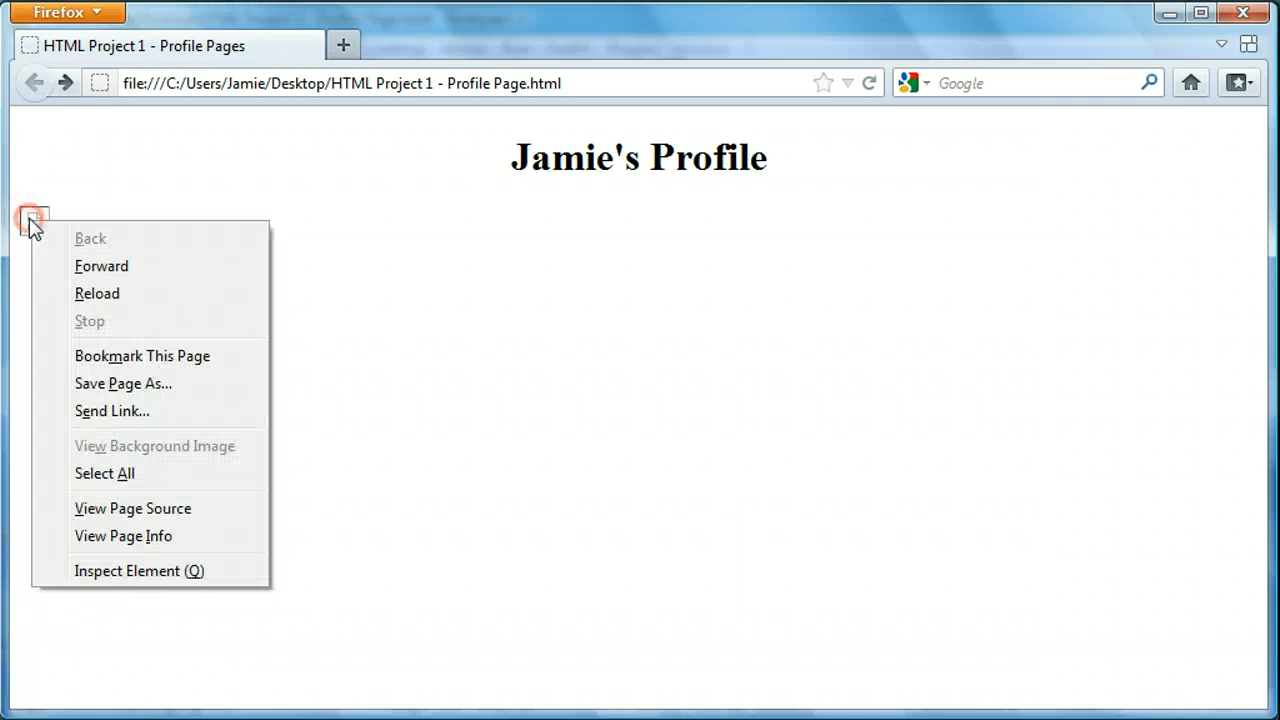 Firefox
HTML Project 1 - Profile Pages
file:///C:/Users/Jamie/Desktop/HTML Project 1 - Profile Page.html
Google
Jamie's Profile
Back
Forward
Reload
Stop
Bookmark This Page
Save Page As...
Send Link...
View Background Image
Select All
View Page Source
View Page Info
Inspect Element (Q)